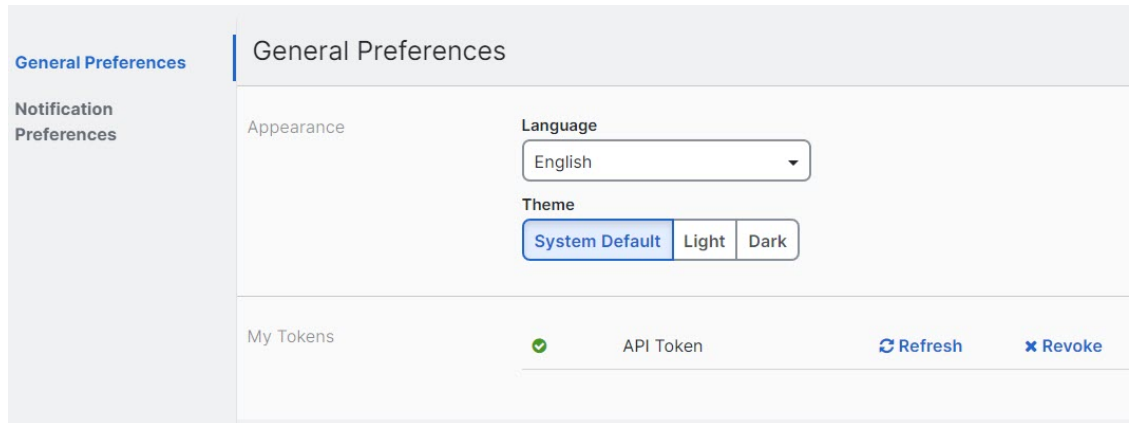 General Preferences
Notification
Preferences
General Preferences
Appearance
Language
English
Theme
System Default Light Dark
My Tokens
API Token Refresh Revoke